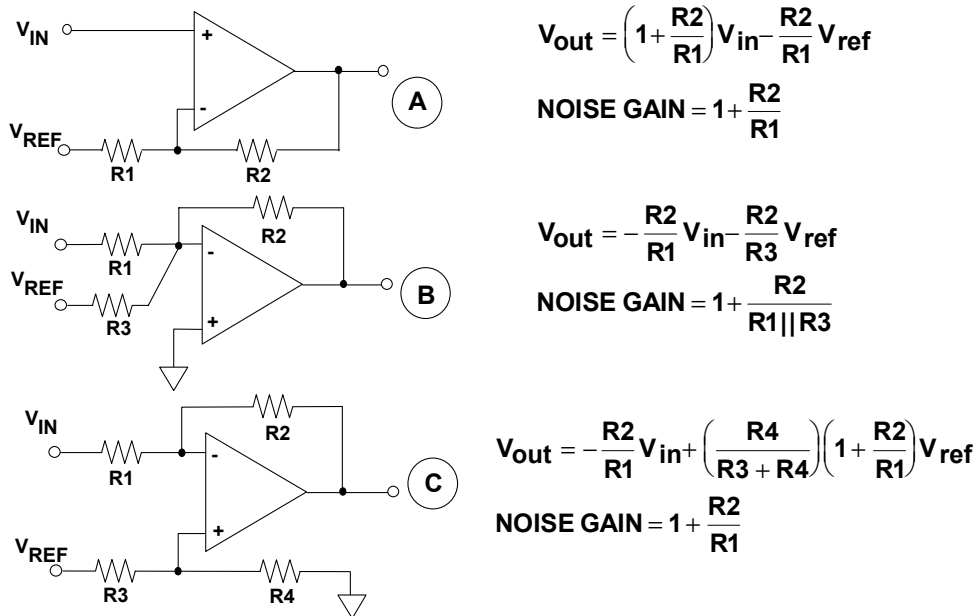 V_IN
+
-
V_REF
R1
R2
A
V_out = (1 + R2/R1) V_in − R2/R1 V_ref
NOISE GAIN = 1 + R2/R1
V_IN
R1
R2
V_REF
R3
-
+
B
V_out = − R2/R1 V_in − R2/R3 V_ref
NOISE GAIN = 1 + R2/R1||R3
V_IN
R1
R2
-
+
V_REF
R3
R4
C
V_out = − R2/R1 V_in + (R4/R3 + R4) (1 + R2/R1) V_ref
NOISE GAIN = 1 + R2/R1